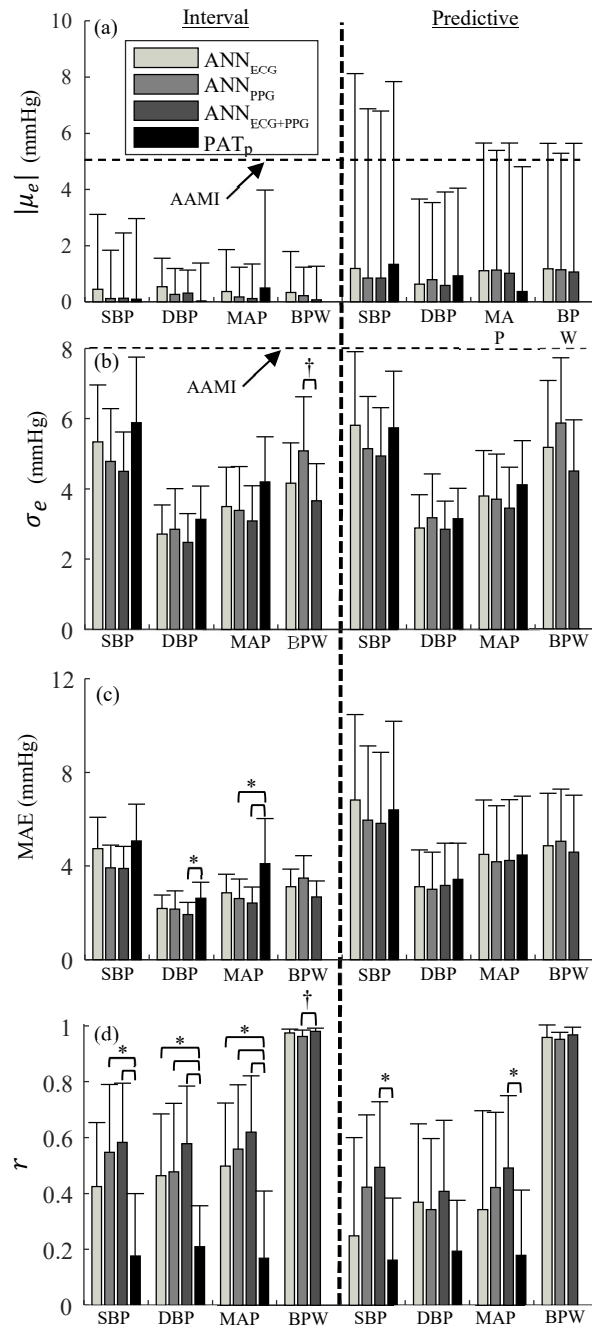 Interval Predictive
(a)
10
8
6
4
2
0
|μe| (mmHg)
ANN_ECG
ANN_PPG
ANN_ECG+PPG
PAT_p
AAMI
SBP DBP MAP BPW SBP DBP MA
P BP
W
(b)
8
6
4
2
0
σe (mmHg)
AAMI
†
SBP DBP MAP BPW SBP DBP MAP BPW
(c)
12
8
4
0
MAE (mmHg)
* *
SBP DBP MAP BPW SBP DBP MAP BPW
(d)
1
0.8
0.6
0.4
0.2
0
r
* * * † * *
SBP DBP MAP BPW SBP DBP MAP BPW